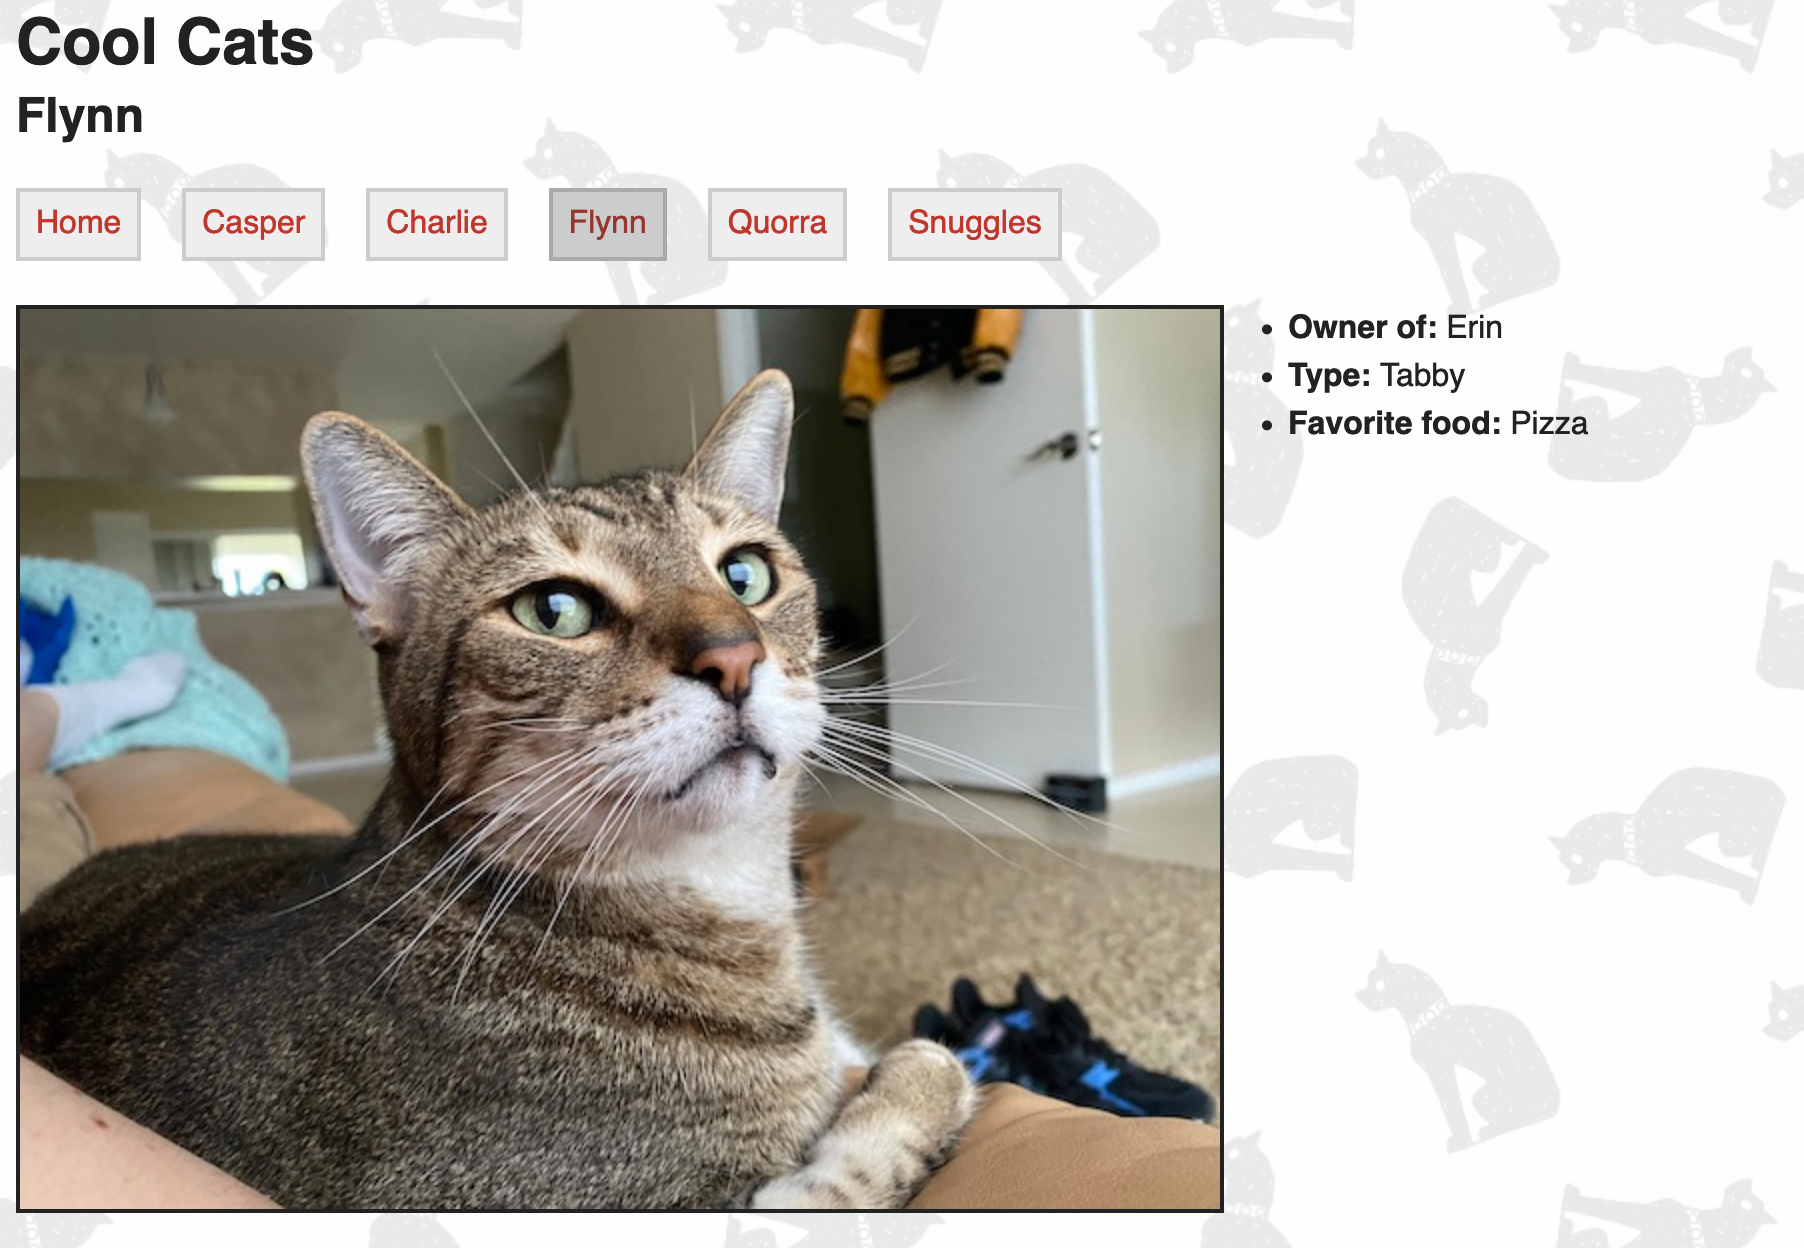 Cool Cats
Flynn
Home Casper Charlie Flynn Quorra Snuggles
• Owner of: Erin
• Type: Tabby
• Favorite food: Pizza